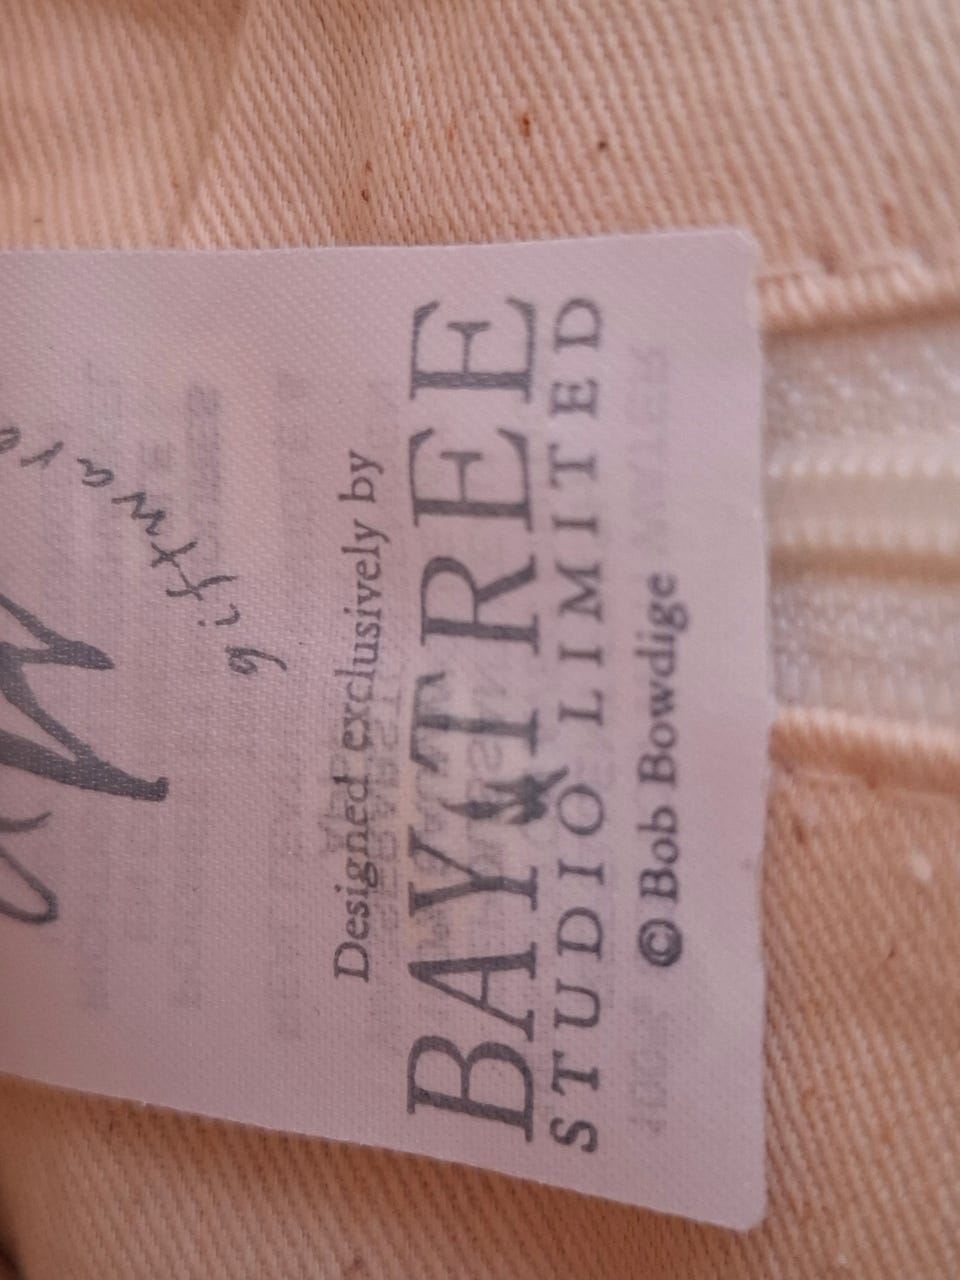 giftware
Designed exclusively by
BAYTREE
STUDIO LIMITED
© Bob Bowdige